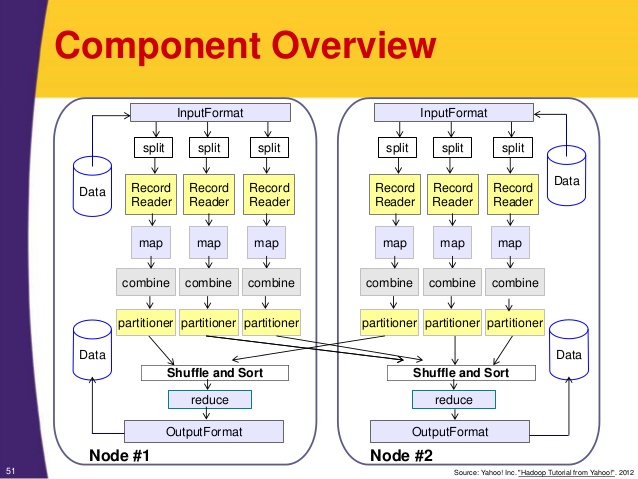 Component Overview
InputFormat
split split split
Data
Record Reader
Record Reader
Record Reader
map map map
combine combine combine
partitioner partitioner partitioner
Data
Shuffle and Sort
reduce
OutputFormat
Node #1
InputFormat
split split split
Data
Record Reader
Record Reader
Record Reader
map map map
combine combine combine
partitioner partitioner partitioner
Data
Shuffle and Sort
reduce
OutputFormat
Node #2
51
Source: Yahoo! Inc. "Hadoop Tutorial from Yahoo!". 2012